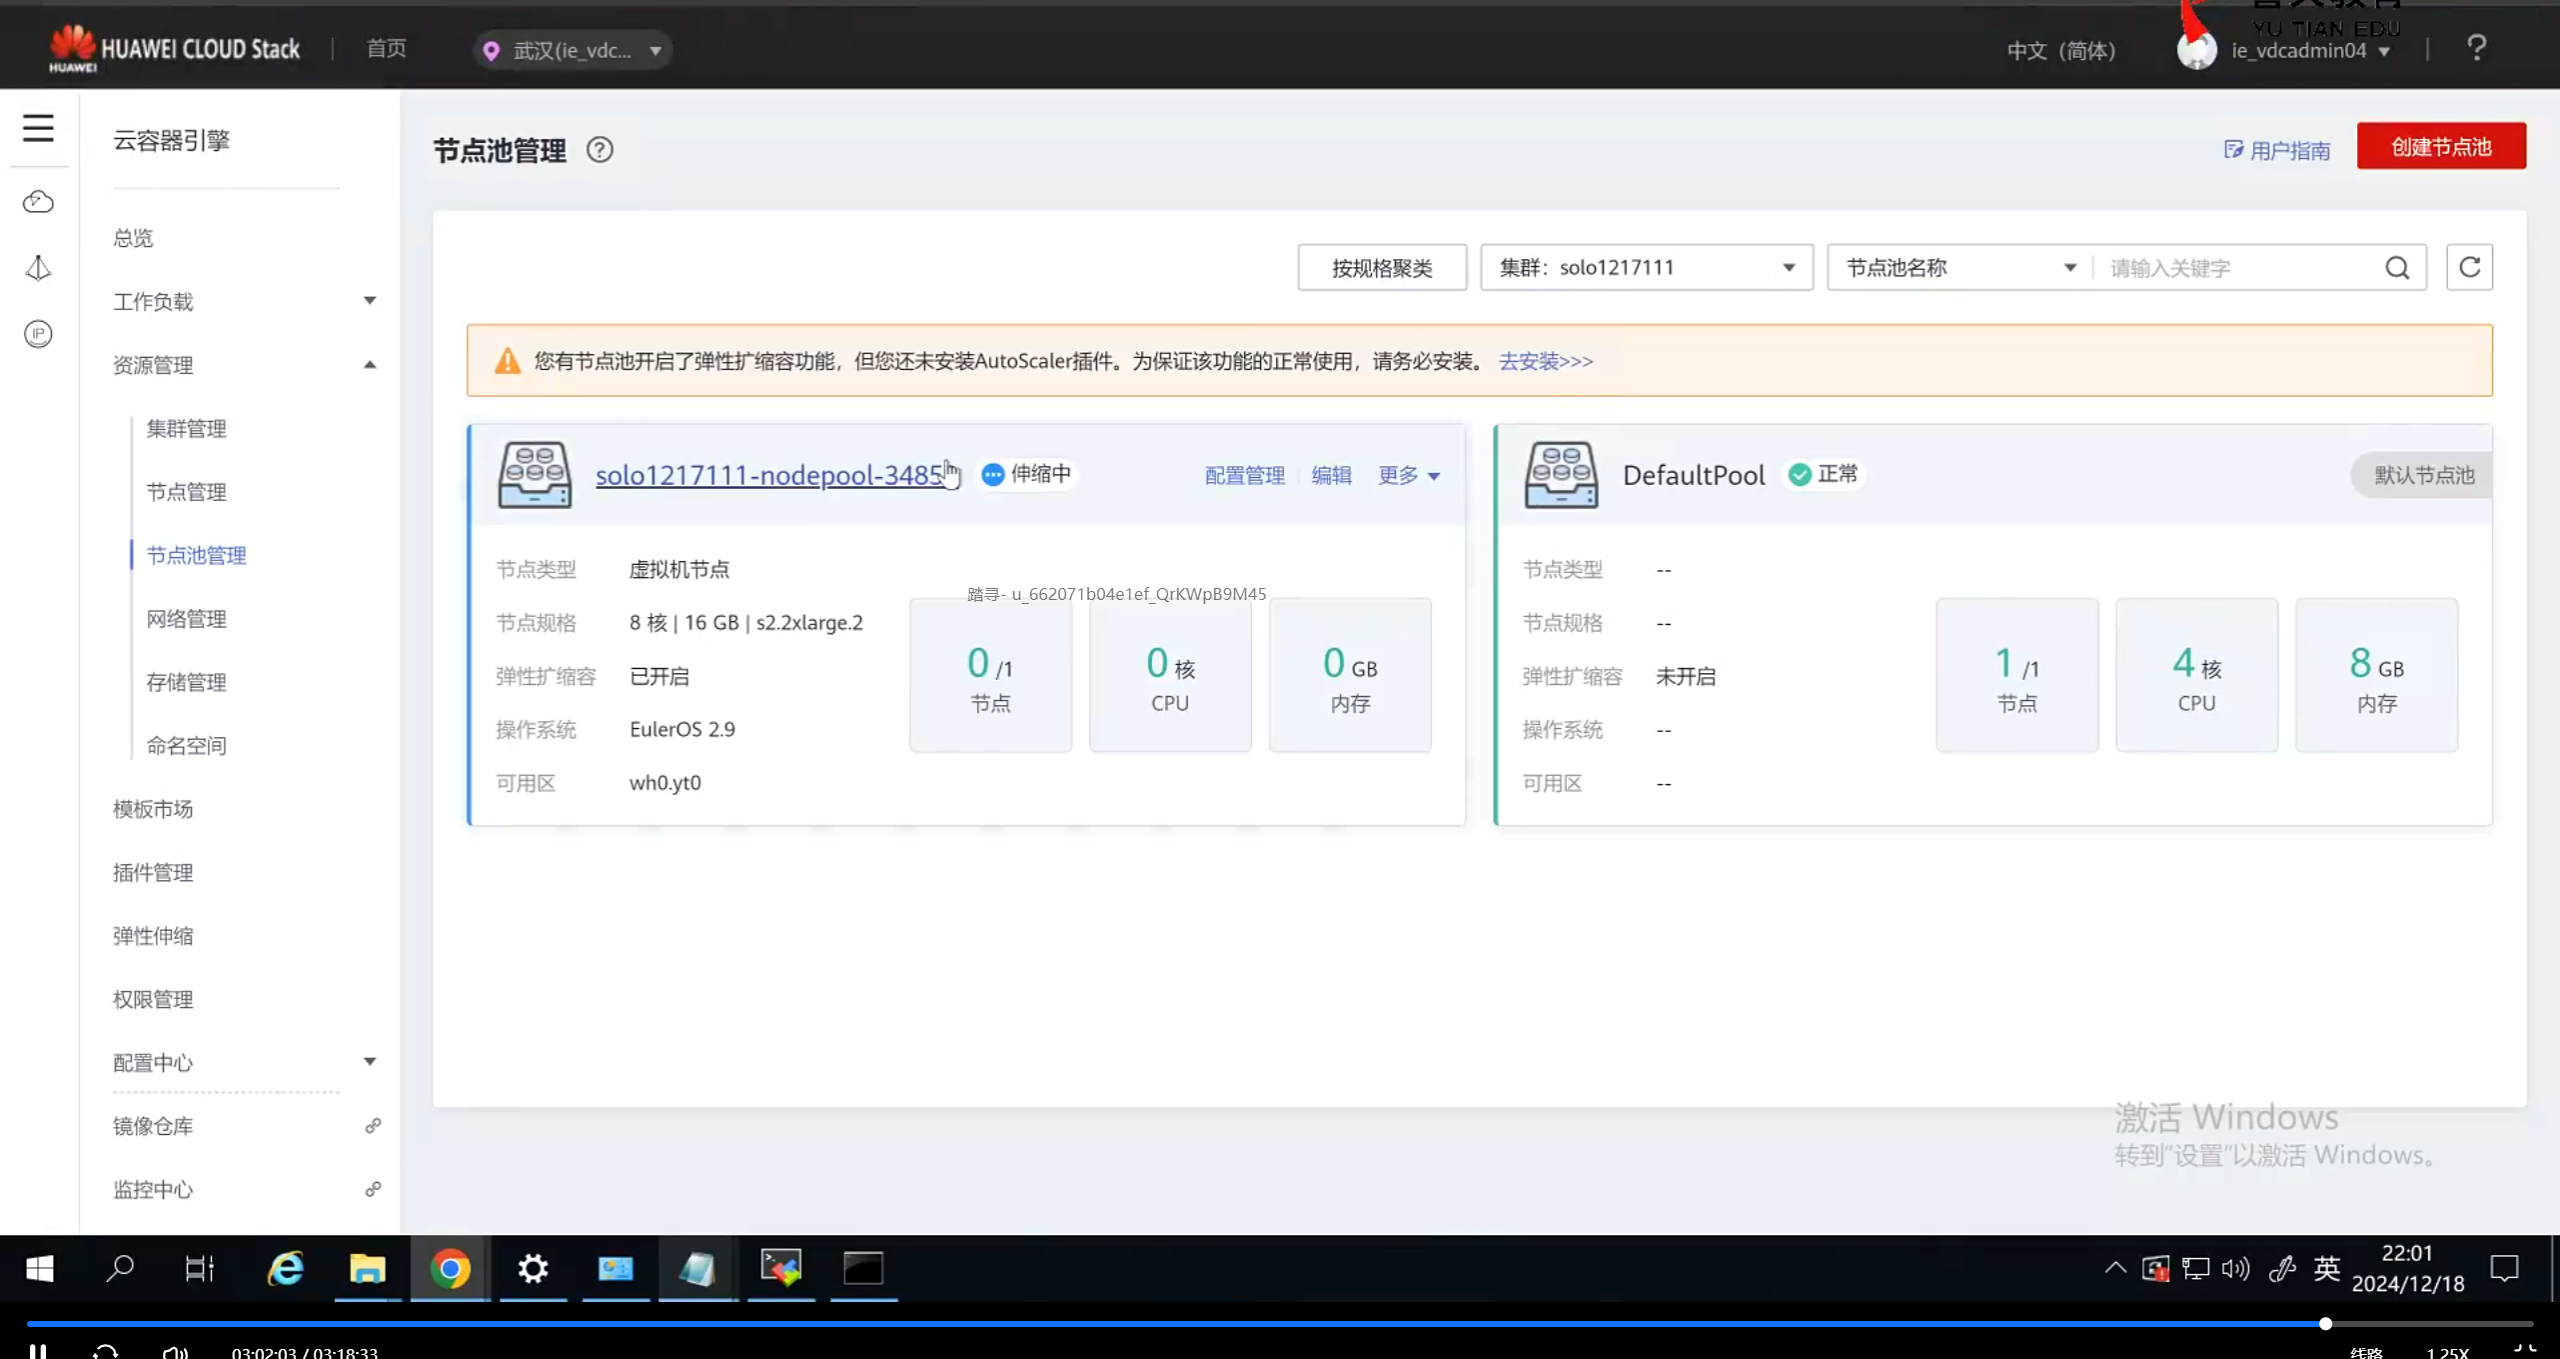 HUAWEI
HUAWEI CLOUD Stack
首页
武汉(ie_vdc...
中文 (简体)
YU TIAN EDU
ie_vdcadmin04
?
云容器引擎
总览
工作负载
资源管理
集群管理
节点管理
节点池管理
网络管理
存储管理
命名空间
模板市场
插件管理
弹性伸缩
权限管理
配置中心
镜像仓库
监控中心
IP
节点池管理 ?
用户指南
创建节点池
按规格聚类
集群：solo1217111
节点池名称
请输入关键字
您有节点池开启了弹性扩缩容功能，但您还未安装AutoScaler插件。为保证该功能的正常使用，请务必安装。 去安装>>>
solo1217111-nodepool-3485
伸缩中
配置管理
编辑
更多
节点类型 虚拟机节点
节点规格 8 核 | 16 GB | s2.2xlarge.2
弹性扩缩容 已开启
操作系统 EulerOS 2.9
可用区 wh0.yt0
踏寻- u_662071b04e1ef_QrKWpB9M45
0 /1
节点
0 核
CPU
0 GB
内存
DefaultPool
正常
默认节点池
节点类型 --
节点规格 --
弹性扩缩容 未开启
操作系统 --
可用区 --
1 /1
节点
4 核
CPU
8 GB
内存
激活 Windows
转到"设置"以激活 Windows。
英
22:01
2024/12/18
03:02:03 / 03:18:33
线路
1.25X